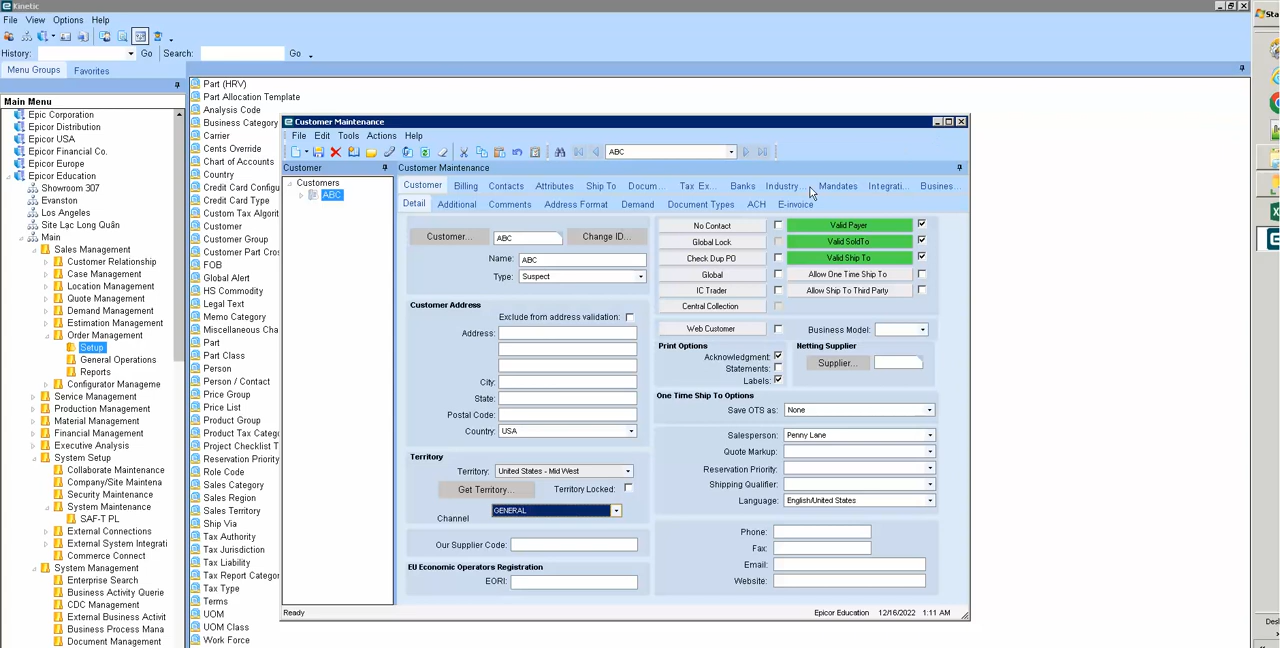 Kinetic
File View Options Help
History: Go Search: Go
Menu Groups Favorites
Main Menu
Epic Corporation
Epicor Distribution
Epicor USA
Epicor Financial Co.
Epicor Europe
Epicor Education
Showroom 307
Evanston
Los Angeles
Site Lạc Long Quân
Main
Sales Management
Customer Relationship
Case Management
Location Management
Quote Management
Demand Management
Estimation Management
Order Management
Setup
General Operations
Reports
Configurator Manageme
Service Management
Production Management
Material Management
Financial Management
Executive Analysis
System Setup
Collaborate Maintenance
Company/Site Maintena
Security Maintenance
System Maintenance
SAF-T PL
External Connections
External System Integrati
Commerce Connect
System Management
Enterprise Search
Business Activity Querie
CDC Management
External Business Activit
Business Process Mana
Document Management
Part (HRV)
Part Allocation Template
Analysis Code
Business Category
Carrier
Cents Override
Chart of Accounts
Country
Credit Card Configu
Credit Card Type
Custom Tax Algorit
Customer
Customer Group
Customer Part Cros
FOB
Global Alert
HS Commodity
Legal Text
Memo Category
Miscellaneous Cha
Part
Part Class
Person
Person / Contact
Price Group
Price List
Product Group
Product Tax Catego
Project Checklist T
Reservation Priority
Role Code
Sales Category
Sales Region
Sales Territory
Ship Via
Tax Authority
Tax Jurisdiction
Tax Liability
Tax Report Categor
Tax Type
Terms
UOM
UOM Class
Work Force
Customer Maintenance
File Edit Tools Actions Help
ABC
Customer
Customers
ABC
Customer Maintenance
Customer Billing Contacts Attributes Ship To Docum... Tax Ex... Banks Industry... Mandates Integrati... Busines...
Detail Additional Comments Address Format Demand Document Types ACH E-invoice
Customer... ABC Change ID...
Name: ABC
Type: Suspect
Customer Address
Exclude from address validation:
Address:
City:
State:
Postal Code:
Country: USA
Territory
Territory: United States - Mid West
Get Territory... Territory Locked:
Channel GENERAL
Our Supplier Code:
EU Economic Operators Registration
EORI:
No Contact Valid Payer
Global Lock Valid SoldTo
Check Dup PO Valid Ship To
Global Allow One Time Ship To
IC Trader Allow Ship To Third Party
Central Collection
Web Customer Business Model:
Print Options Netting Supplier
Acknowledgment:
Statements: Supplier...
Labels:
One Time Ship To Options
Save OTS as: None
Salesperson: Penny Lane
Quote Markup:
Reservation Priority:
Shipping Qualifier:
Language: English/United States
Phone:
Fax:
Email:
Website:
Ready Epicor Education 12/16/2022 1:11 AM